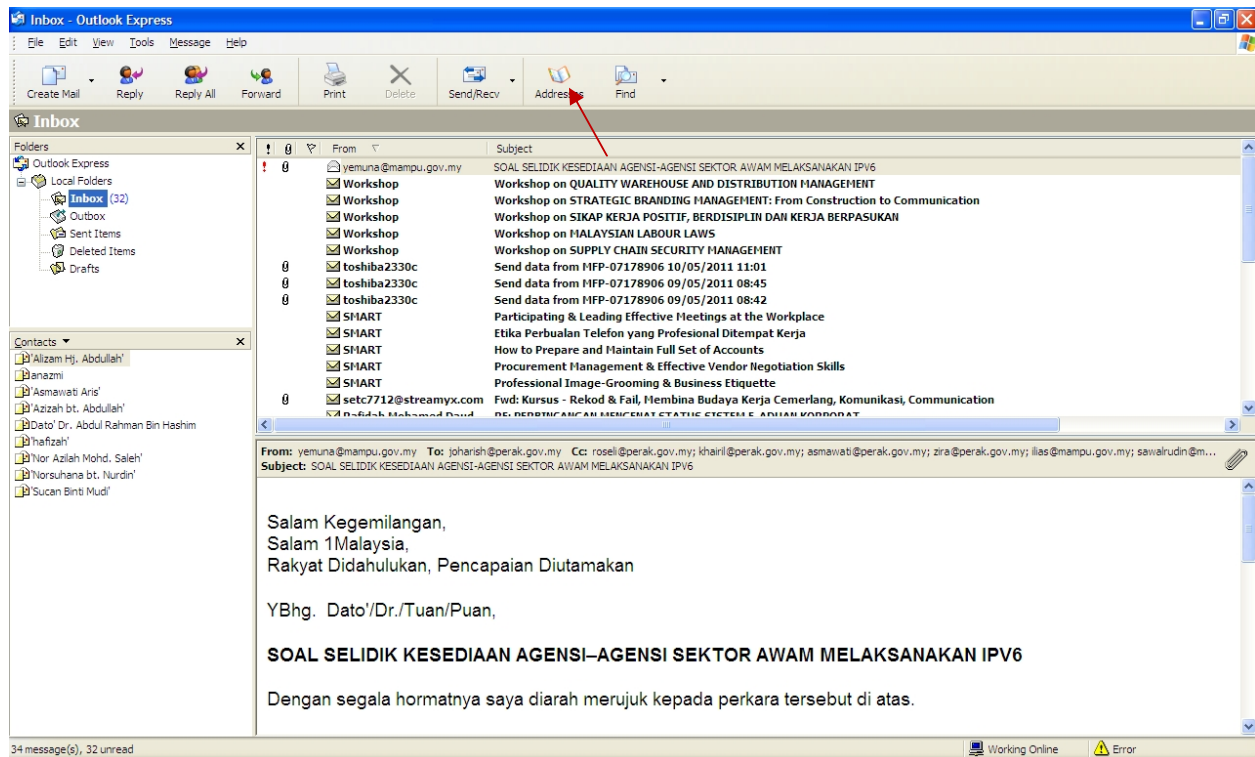 Inbox - Outlook Express
File Edit View Tools Message Help
Create Mail Reply Reply All Forward Print Delete Send/Recv Addresses Find
Inbox
Folders
Outlook Express
Local Folders
Inbox (32)
Outbox
Sent Items
Deleted Items
Drafts
Contacts
'Alizam Hj. Abdullah'
anazmi
'Asmawati Aris'
'Azizah bt. Abdullah'
Dato' Dr. Abdul Rahman Bin Hashim
'hafizah'
'Nor Azilah Mohd. Saleh'
'Norsuhana bt. Nurdin'
'Sucan Binti Mudi'
! From Subject
! yemuna@mampu.gov.my SOAL SELIDIK KESEDIAAN AGENSI-AGENSI SEKTOR AWAM MELAKSANAKAN IPV6
Workshop Workshop on QUALITY WAREHOUSE AND DISTRIBUTION MANAGEMENT
Workshop Workshop on STRATEGIC BRANDING MANAGEMENT: From Construction to Communication
Workshop Workshop on SIKAP KERJA POSITIF, BERDISIPLIN DAN KERJA BERPASUKAN
Workshop Workshop on MALAYSIAN LABOUR LAWS
Workshop Workshop on SUPPLY CHAIN SECURITY MANAGEMENT
toshiba2330c Send data from MFP-07178906 10/05/2011 11:01
toshiba2330c Send data from MFP-07178906 09/05/2011 08:45
toshiba2330c Send data from MFP-07178906 09/05/2011 08:42
SMART Participating & Leading Effective Meetings at the Workplace
SMART Etika Perbualan Telefon yang Profesional Ditempat Kerja
SMART How to Prepare and Maintain Full Set of Accounts
SMART Procurement Management & Effective Vendor Negotiation Skills
SMART Professional Image-Grooming & Business Etiquette
setc7712@streamyx.com Fwd: Kursus - Rekod & Fail, Membina Budaya Kerja Cemerlang, Komunikasi, Communication
Rafidah Mohamed Daud RE: PERBINCANGAN MENGENAI STATUS SISTEM E-ADUAN KORPORAT
From: yemuna@mampu.gov.my To: joharish@perak.gov.my Cc: roseli@perak.gov.my; khairil@perak.gov.my; asmawati@perak.gov.my; zira@perak.gov.my; ilias@mampu.gov.my; sawalrudin@m...
Subject: SOAL SELIDIK KESEDIAAN AGENSI-AGENSI SEKTOR AWAM MELAKSANAKAN IPV6
Salam Kegemilangan,
Salam 1Malaysia,
Rakyat Didahulukan, Pencapaian Diutamakan
YBhg. Dato'/Dr./Tuan/Puan,
SOAL SELIDIK KESEDIAAN AGENSI–AGENSI SEKTOR AWAM MELAKSANAKAN IPV6
Dengan segala hormatnya saya diarah merujuk kepada perkara tersebut di atas.
34 message(s), 32 unread
Working Online
Error